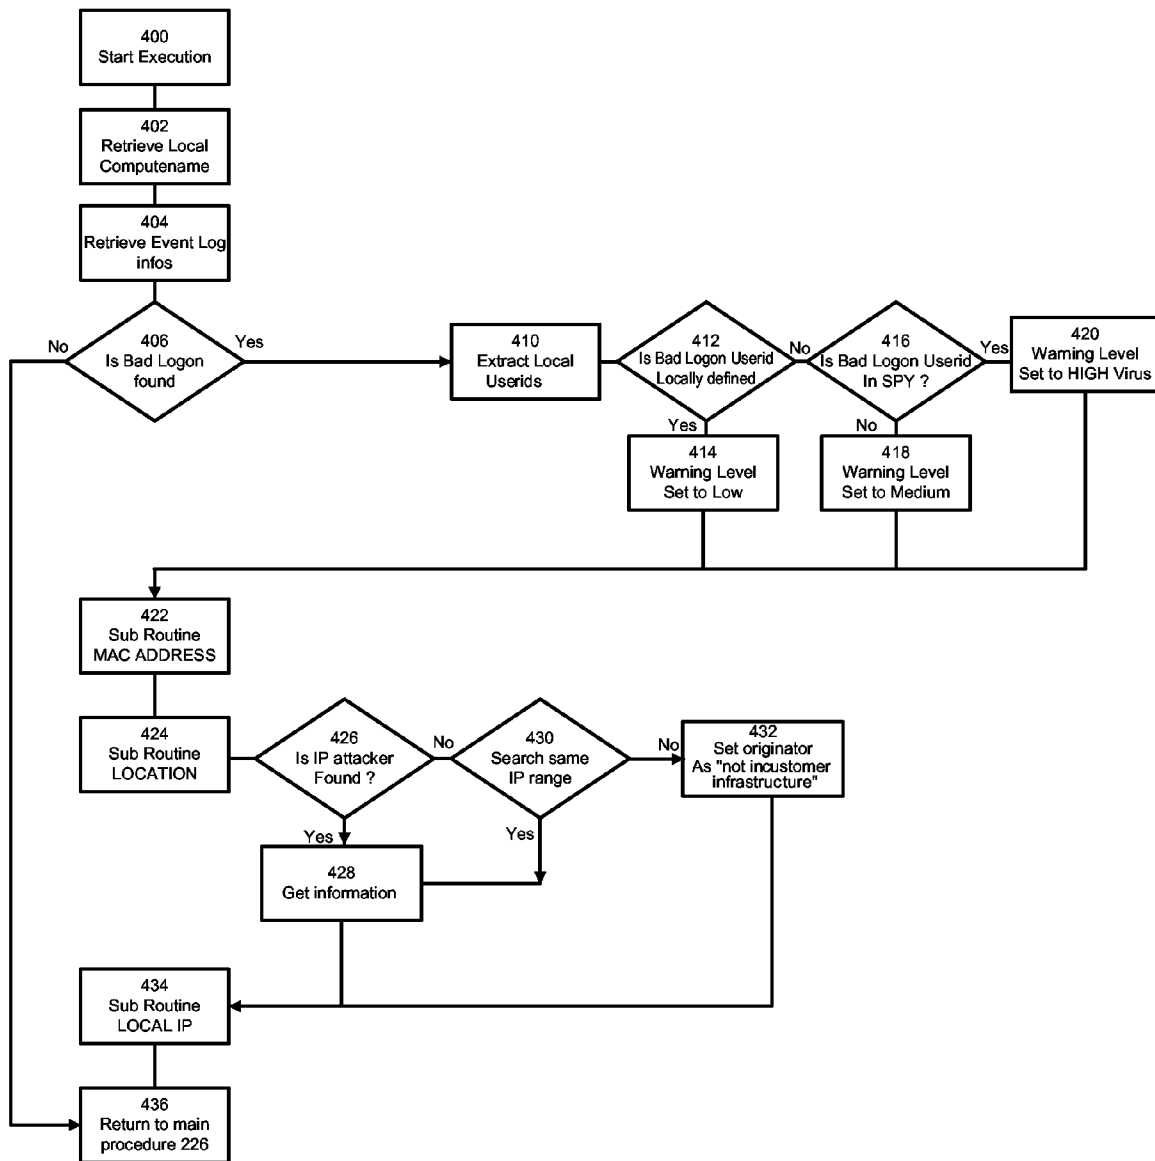 400
Start Execution
402
Retrieve Local
Computename
404
Retrieve Event Log
infos
No
406
Is Bad Logon
found
Yes
410
Extract Local
Userids
412
Is Bad Logon Userid
Locally defined
No
416
Is Bad Logon Userid
In SPY ?
Yes
420
Warning Level
Set to HIGH Virus
Yes
414
Warning Level
Set to Low
No
418
Warning Level
Set to Medium
422
Sub Routine
MAC ADDRESS
424
Sub Routine
LOCATION
426
Is IP attacker
Found ?
No
430
Search same
IP range
No
432
Set originator
As "not incustomer
infrastructure"
Yes
428
Get information
Yes
434
Sub Routine
LOCAL IP
436
Return to main
procedure 226